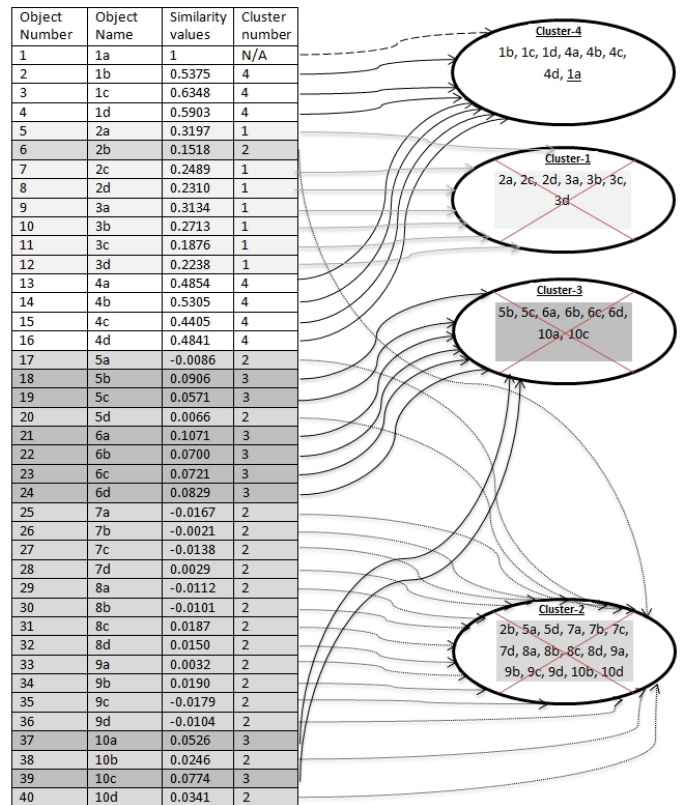 Object Number Object Name Similarity values Cluster number
1 1a 1 N/A
2 1b 0.5375 4
3 1c 0.6348 4
4 1d 0.5903 4
5 2a 0.3197 1
6 2b 0.1518 2
7 2c 0.2489 1
8 2d 0.2310 1
9 3a 0.3134 1
10 3b 0.2713 1
11 3c 0.1876 1
12 3d 0.2238 1
13 4a 0.4854 4
14 4b 0.5305 4
15 4c 0.4405 4
16 4d 0.4841 4
17 5a -0.0086 2
18 5b 0.0906 3
19 5c 0.0571 3
20 5d 0.0066 2
21 6a 0.1071 3
22 6b 0.0700 3
23 6c 0.0721 3
24 6d 0.0829 3
25 7a -0.0167 2
26 7b -0.0021 2
27 7c -0.0138 2
28 7d 0.0029 2
29 8a -0.0112 2
30 8b -0.0101 2
31 8c 0.0187 2
32 8d 0.0150 2
33 9a 0.0032 2
34 9b 0.0190 2
35 9c -0.0179 2
36 9d -0.0104 2
37 10a 0.0526 3
38 10b 0.0246 2
39 10c 0.0774 3
40 10d 0.0341 2
Cluster-4
1b, 1c, 1d, 4a, 4b, 4c,
4d, 1a
Cluster-1
2a, 2c, 2d, 3a, 3b, 3c,
3d
Cluster-3
5b, 5c, 6a, 6b, 6c, 6d,
10a, 10c
Cluster-2
2b, 5a, 5d, 7a, 7b, 7c,
7d, 8a, 8b, 8c, 8d, 9a,
9b, 9c, 9d, 10b, 10d